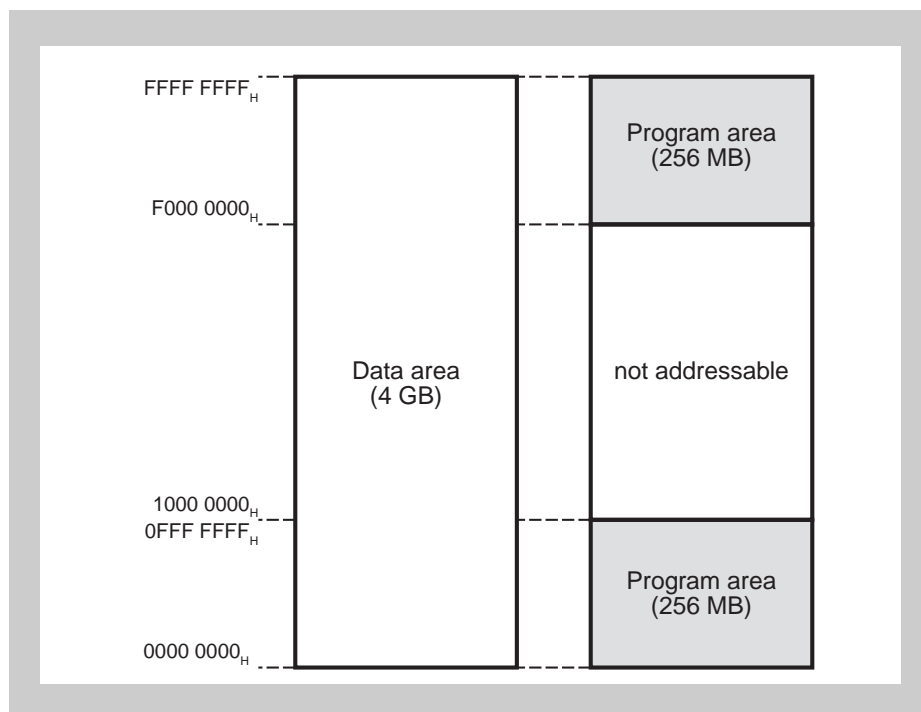 FFFF FFFFH
F000 0000H
1000 0000H
0FFF FFFFH
0000 0000H
Data area
(4 GB)
Program area
(256 MB)
not addressable
Program area
(256 MB)